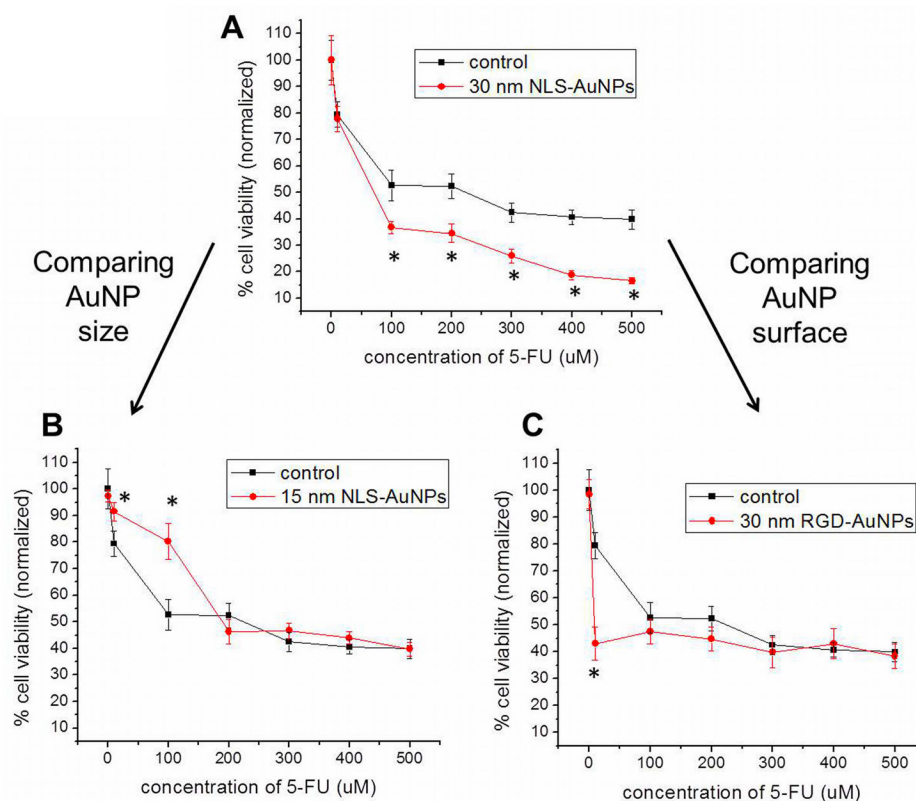 A
110
100
90
80
70
60
50
40
30
20
10
% cell viability (normalized)
control
30 nm NLS-AuNPs
* * * * *
0 100 200 300 400 500
concentration of 5-FU (uM)
Comparing
AuNP
size
Comparing
AuNP
surface
B
110
100
90
80
70
60
50
40
30
20
10
% cell viability (normalized)
control
15 nm NLS-AuNPs
* *
0 100 200 300 400 500
concentration of 5-FU (uM)
C
110
100
90
80
70
60
50
40
30
20
10
% cell viability (normalized)
control
30 nm RGD-AuNPs
*
0 100 200 300 400 500
concentration of 5-FU (uM)